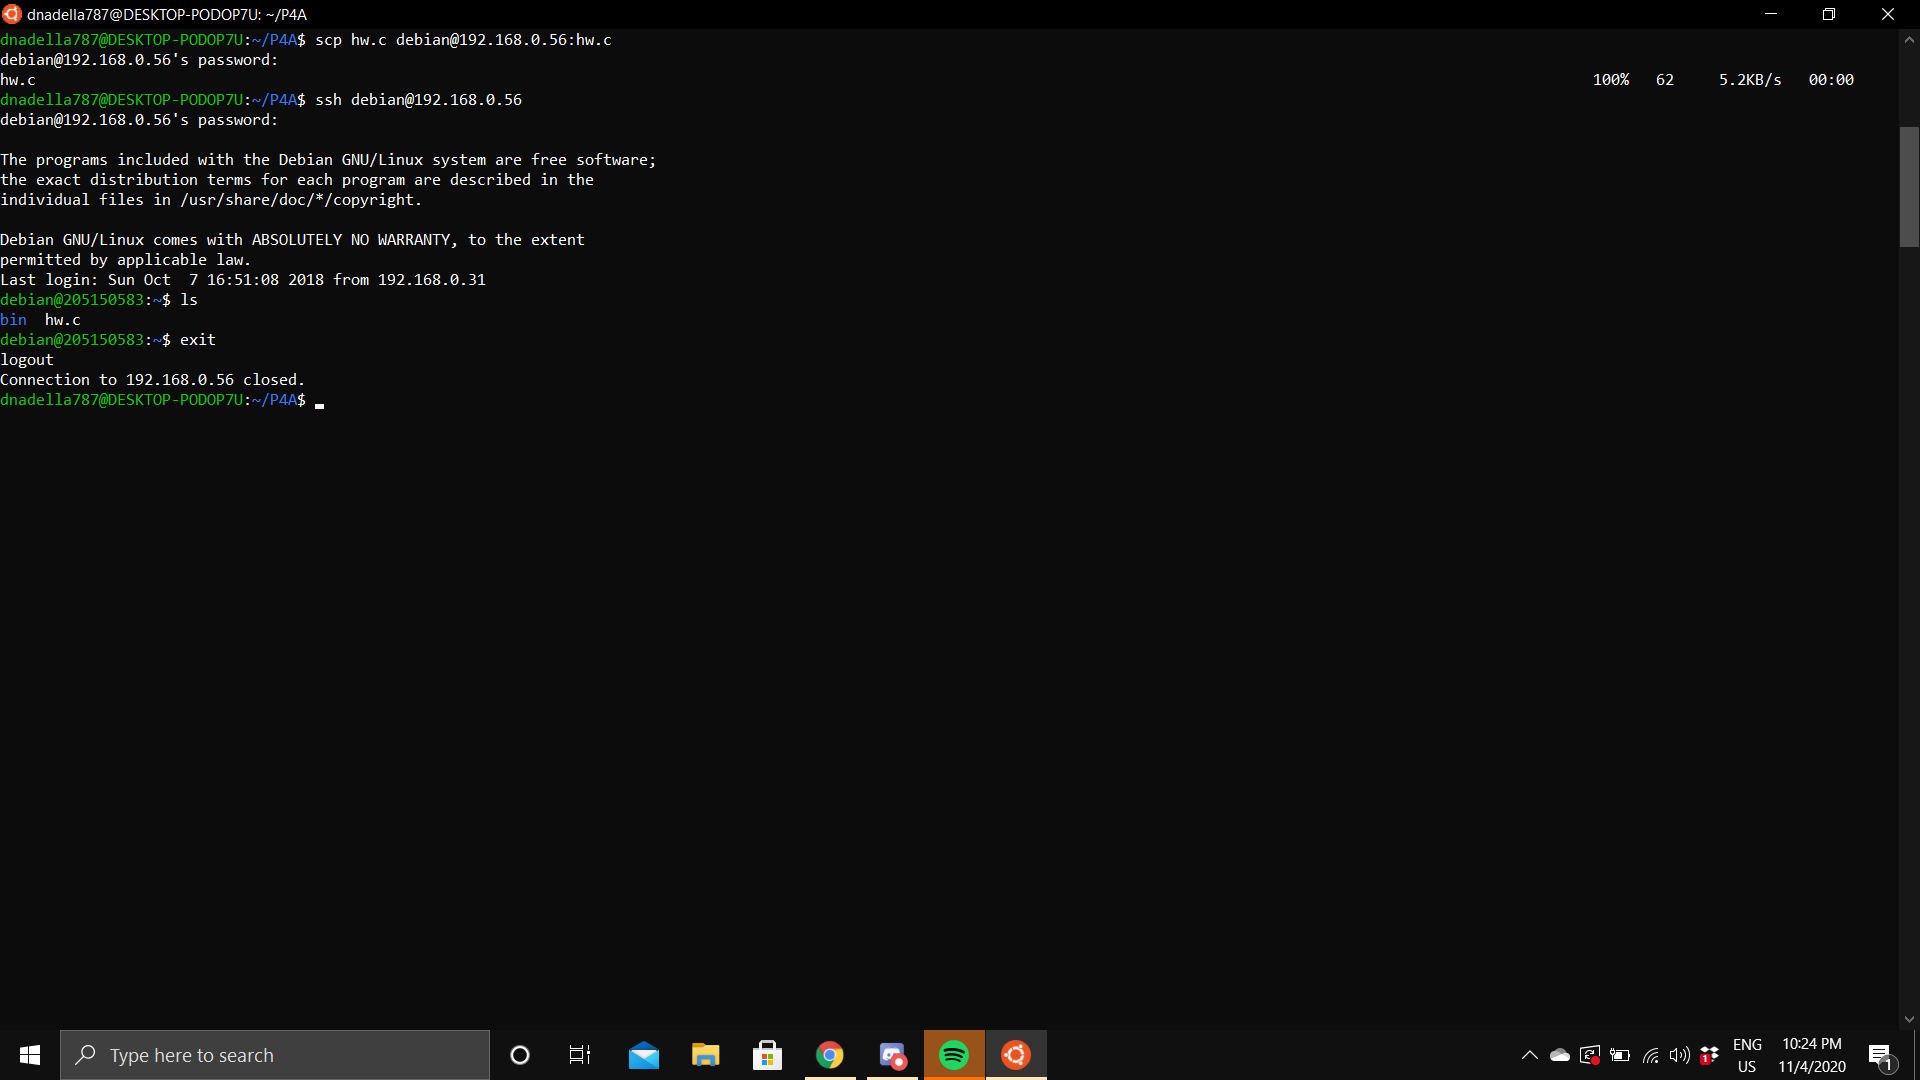 dnadella787@DESKTOP-PODOP7U: ~/P4A
dnadella787@DESKTOP-PODOP7U:~/P4A$ scp hw.c debian@192.168.0.56:hw.c
debian@192.168.0.56's password:
hw.c 100% 62 5.2KB/s 00:00
dnadella787@DESKTOP-PODOP7U:~/P4A$ ssh debian@192.168.0.56
debian@192.168.0.56's password:
The programs included with the Debian GNU/Linux system are free software;
the exact distribution terms for each program are described in the
individual files in /usr/share/doc/*/copyright.
Debian GNU/Linux comes with ABSOLUTELY NO WARRANTY, to the extent
permitted by applicable law.
Last login: Sun Oct  7 16:51:08 2018 from 192.168.0.31
debian@205150583:~$ ls
bin  hw.c
debian@205150583:~$ exit
logout
Connection to 192.168.0.56 closed.
dnadella787@DESKTOP-PODOP7U:~/P4A$
Type here to search
1
ENG
US
10:24 PM
11/4/2020
1